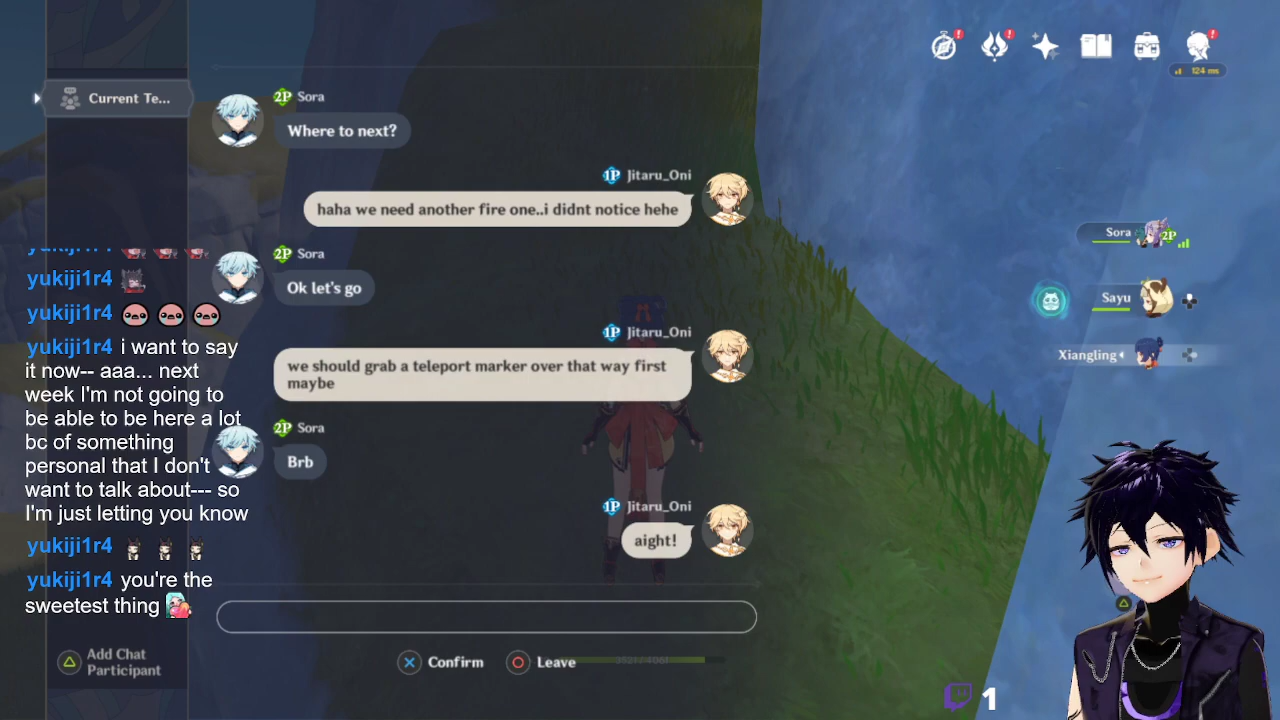 Current Te...
2P Sora
Where to next?
1P Jitaru_Oni
haha we need another fire one..i didnt notice hehe
2P Sora
Ok let's go
1P Jitaru_Oni
we should grab a teleport marker over that way first
maybe
2P Sora
Brb
1P Jitaru_Oni
aight!
yukiji1r4
yukiji1r4
yukiji1r4
yukiji1r4 i want to say
it now-- aaa... next
week I'm not going to
be able to be here a lot
bc of something
personal that I don't
want to talk about--- so
I'm just letting you know
yukiji1r4
yukiji1r4 you're the
sweetest thing
Add Chat
Participant
Confirm
Leave
124 ms
Sora 2P
Sayu
Xiangling
1